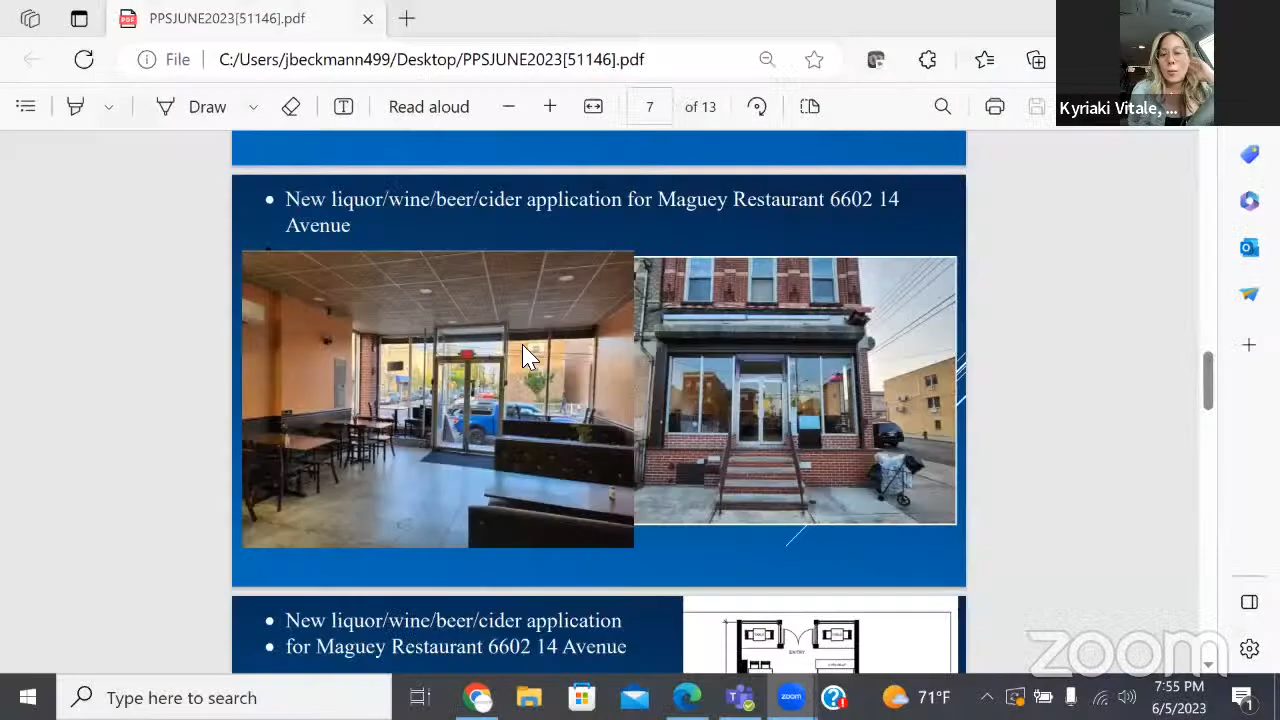 PPSJUNE2023[51146].pdf
File
C:/Users/jbeckmann499/Desktop/PPSJUNE2023[51146].pdf
Draw
Read aloud
7
of 13
Kyriaki Vitale, ...
New liquor/wine/beer/cider application for Maguey Restaurant 6602 14
Avenue
New liquor/wine/beer/cider application
for Maguey Restaurant 6602 14 Avenue
ENTRY
zoom
Type here to search
zoom
71°F
7:55 PM
6/5/2023
1